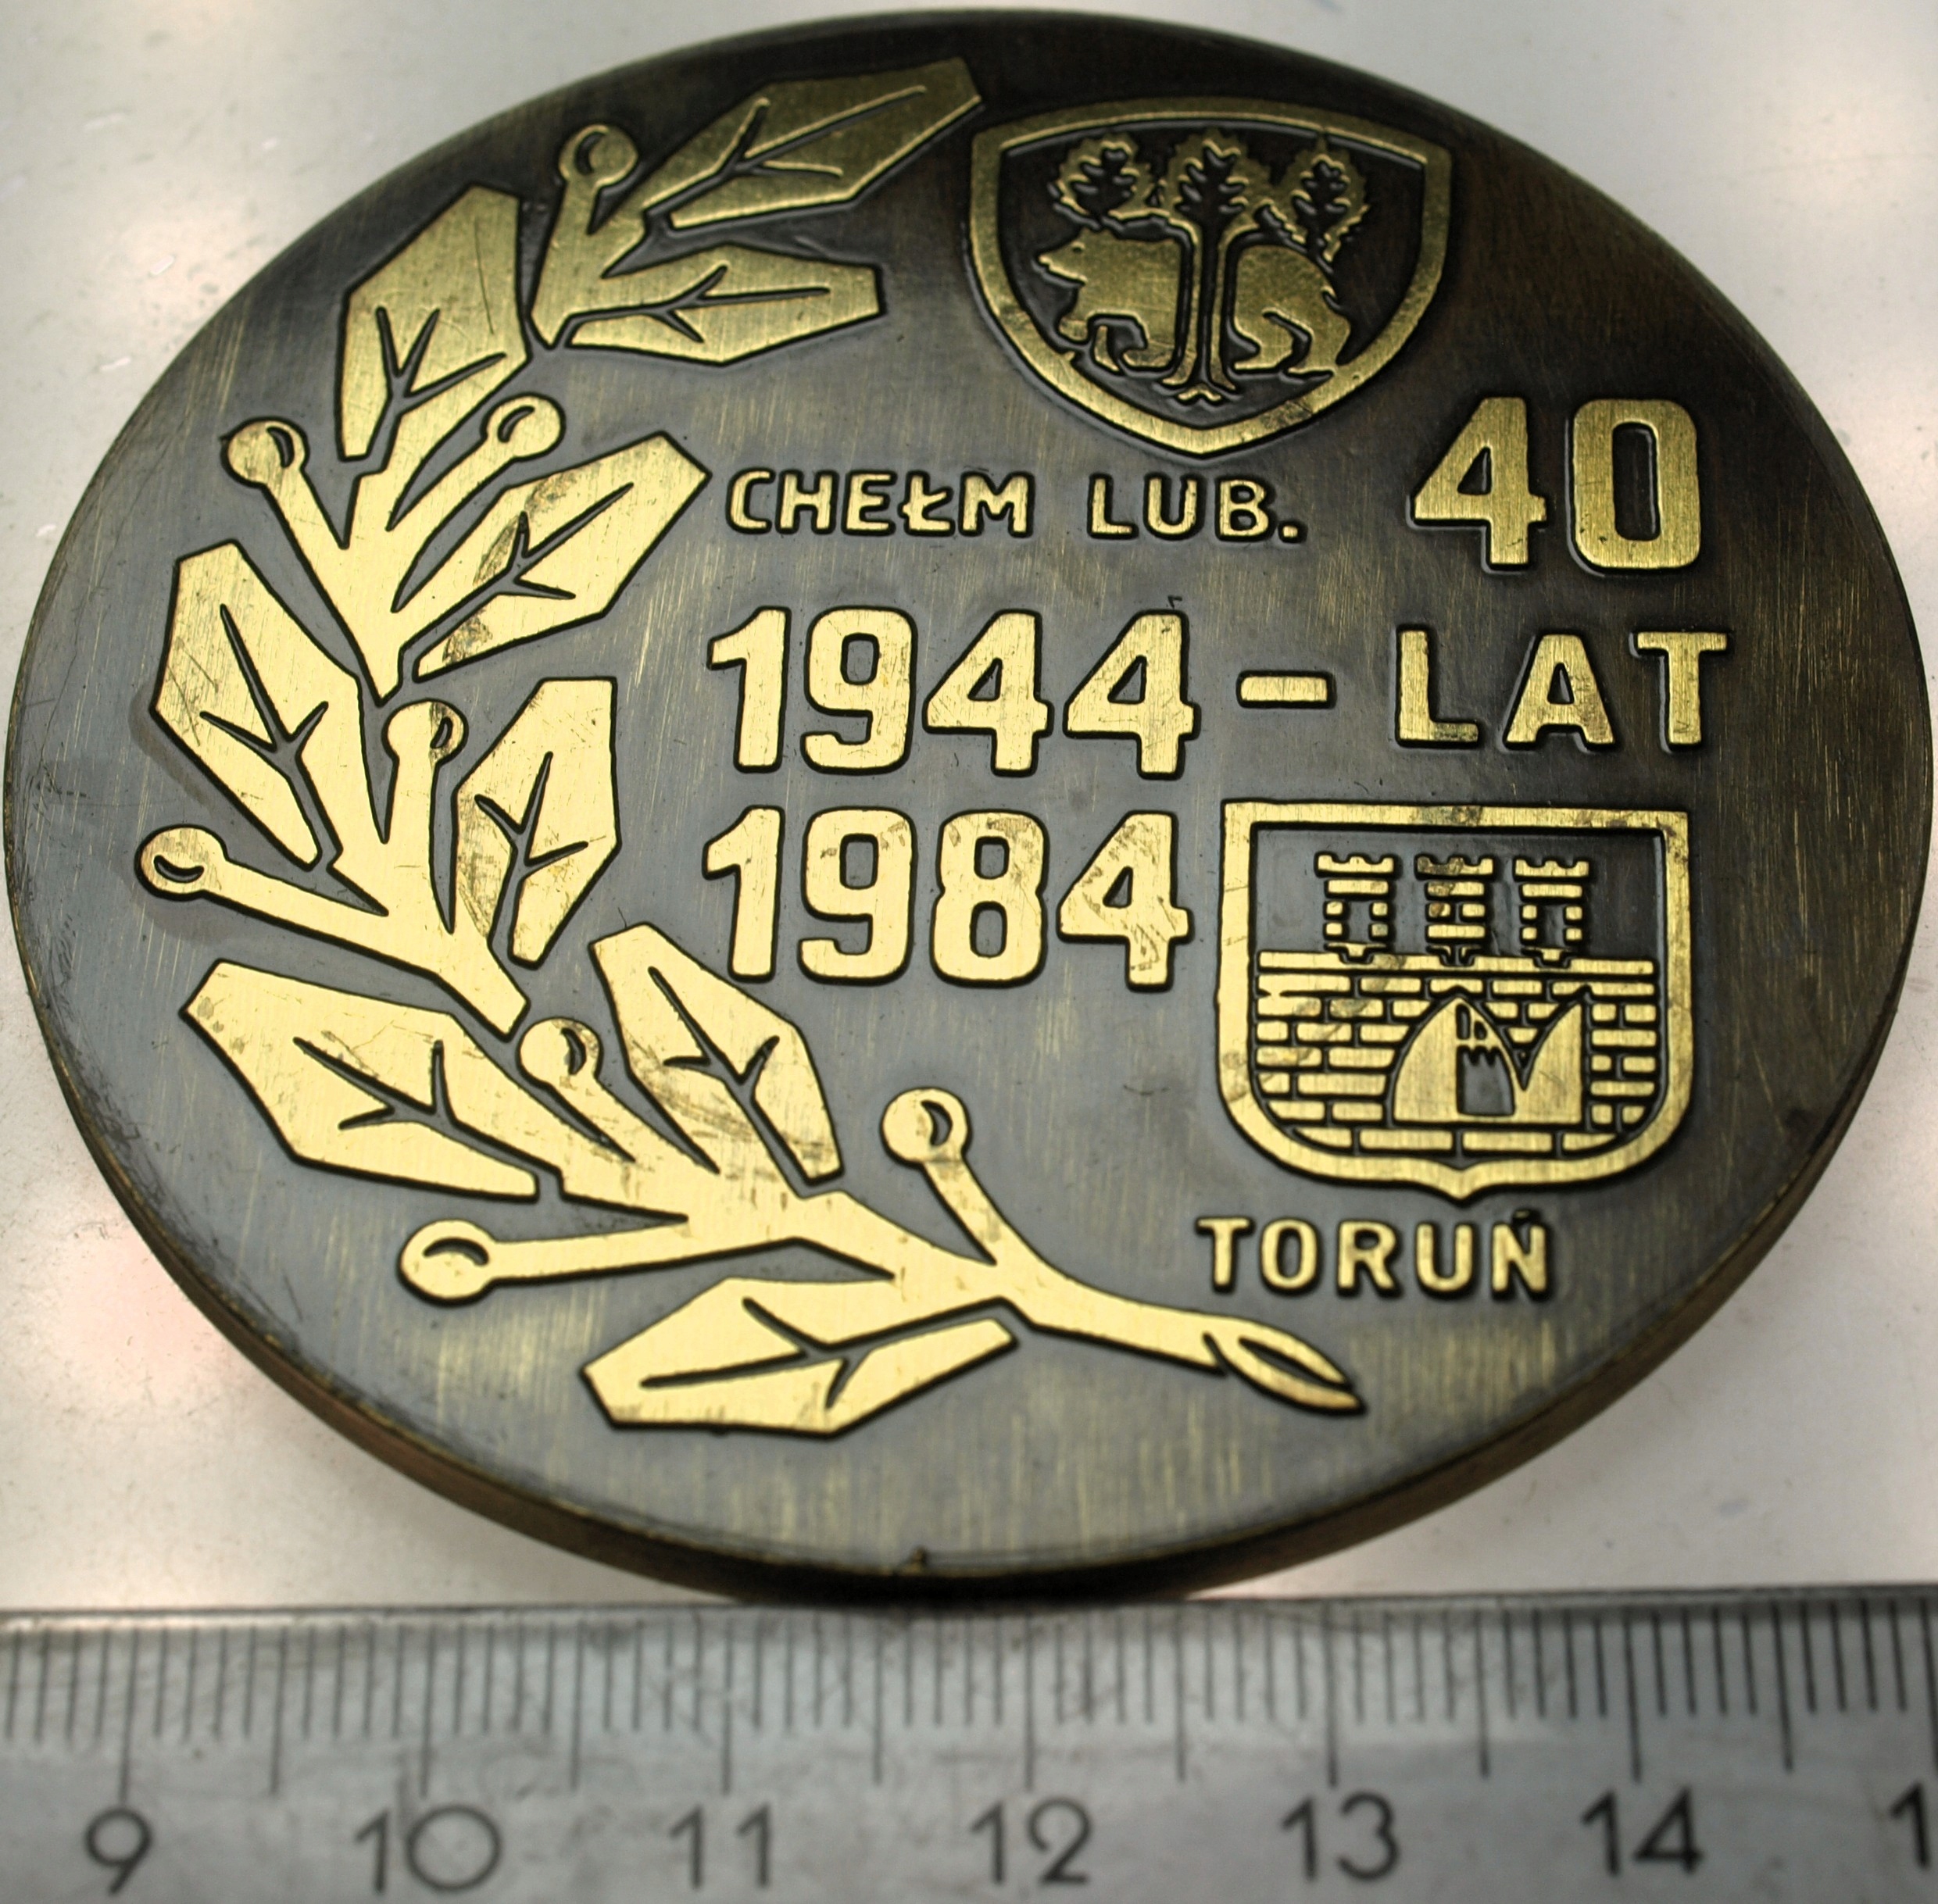 CHEŁM LUB.
40
1944 - LAT
1984
TORUŃ
9 10 11 12 13 14